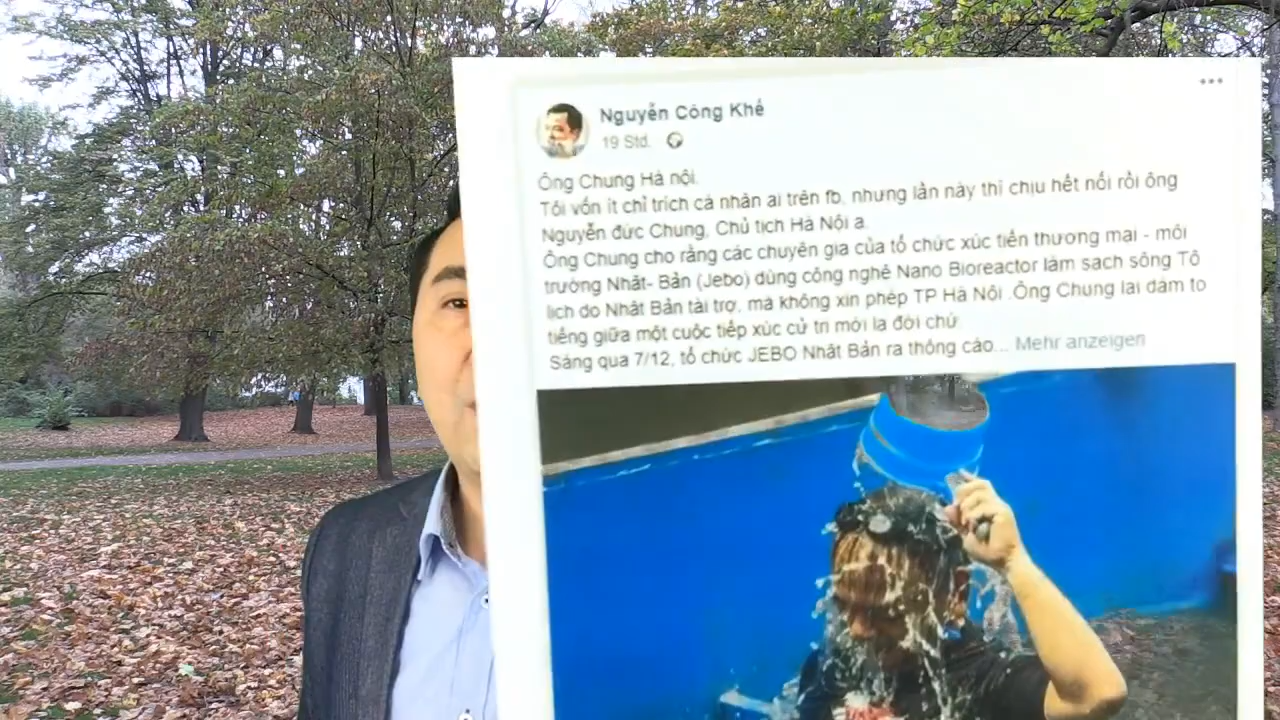 Nguyễn Công Khế
19 Std.
Ông Chung Hà nội.
Tôi vốn ít chỉ trích cá nhân ai trên fb, nhưng lần này thì chịu hết nổi rồi ông
Nguyễn đức Chung, Chủ tịch Hà Nội ạ.
Ông Chung cho rằng các chuyên gia của tổ chức xúc tiến thương mại - môi
trường Nhật- Bản (Jebo) dùng công nghệ Nano Bioreactor làm sạch sông Tô
lịch do Nhật Bản tài trợ, mà không xin phép TP Hà Nội .Ông Chung lại dám to
tiếng giữa một cuộc tiếp xúc cử tri mới lạ đời chứ.
Sáng qua 7/12, tổ chức JEBO Nhật Bản ra thông cáo... Mehr anzeigen